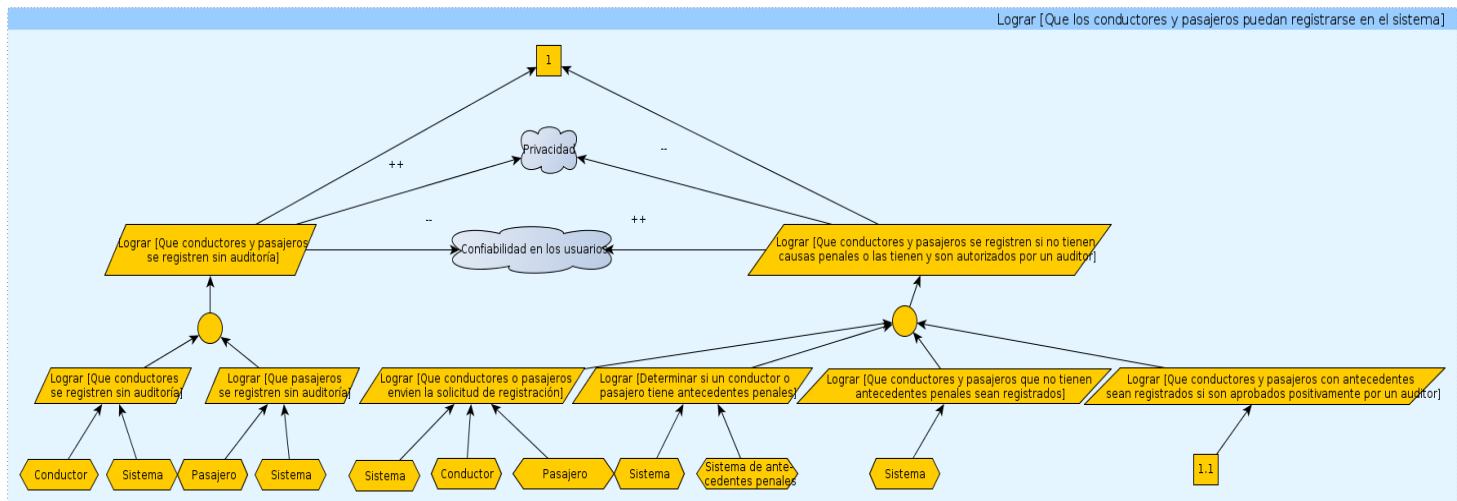 Lograr [Que los conductores y pasajeros puedan registrarse en el sistema]
1
Privacidad
++
--
--
++
Confiabilidad en los usuarios
Lograr [Que conductores y pasajeros
se registren sin auditoría]
Lograr [Que conductores y pasajeros se registren si no tienen
causas penales o las tienen y son autorizados por un auditor]
Lograr [Que conductores
se registren sin auditoría]
Lograr [Que pasajeros
se registren sin auditoría]
Lograr [Que conductores o pasajeros
envien la solicitud de registración]
Lograr [Determinar si un conductor o
pasajero tiene antecedentes penales]
Lograr [Que conductores y pasajeros que no tienen
antecedentes penales sean registrados]
Lograr [Que conductores y pasajeros con antecedentes
sean registrados si son aprobados positivamente por un auditor]
Conductor
Sistema
Pasajero
Sistema
Sistema
Conductor
Pasajero
Sistema
Sistema de ante-
cedentes penales
Sistema
1.1